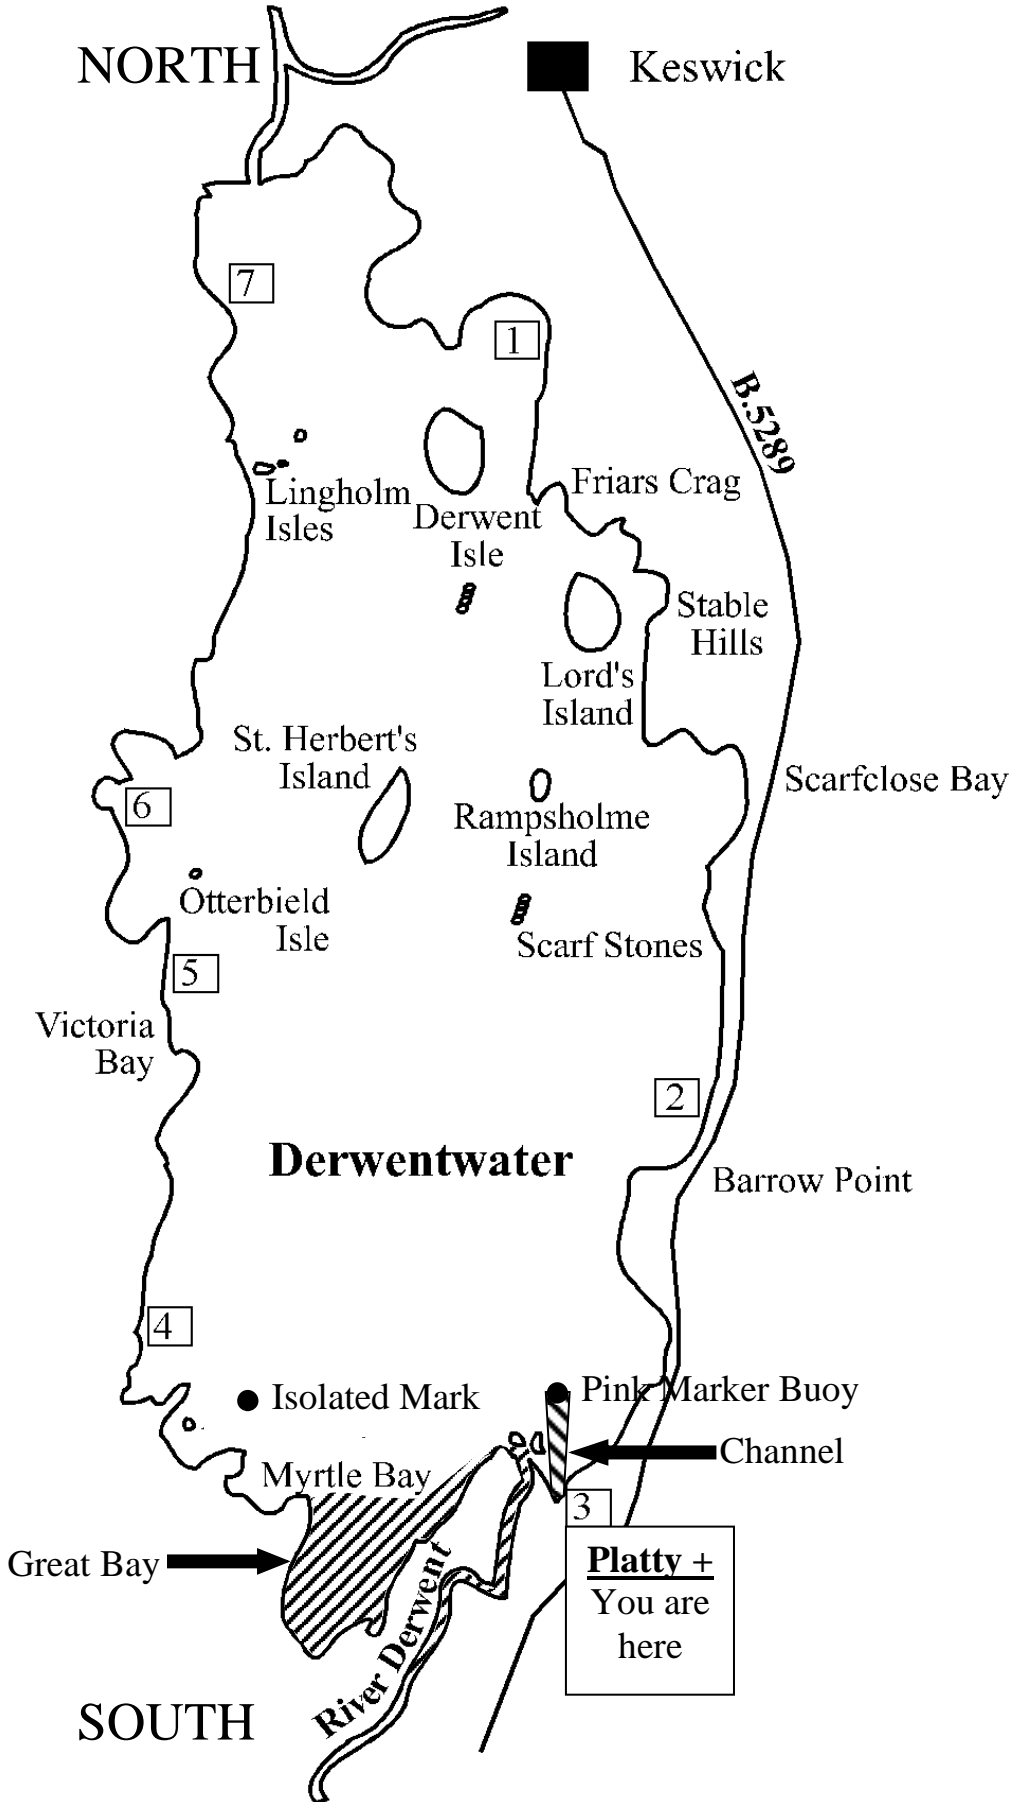 NORTH
Keswick
7
1
B.5289
Friars Crag
Lingholm
Isles
Derwent
Isle
Stable
Hills
Lord's
Island
St. Herbert's
Island
Scarfclose Bay
6
Rampsholme
Island
Otterbield
Isle
Scarf Stones
5
Victoria
Bay
2
Derwentwater
Barrow Point
4
Isolated Mark
Pink Marker Buoy
Channel
Myrtle Bay
3
Great Bay
Platty +
You are
here
River Derwent
SOUTH